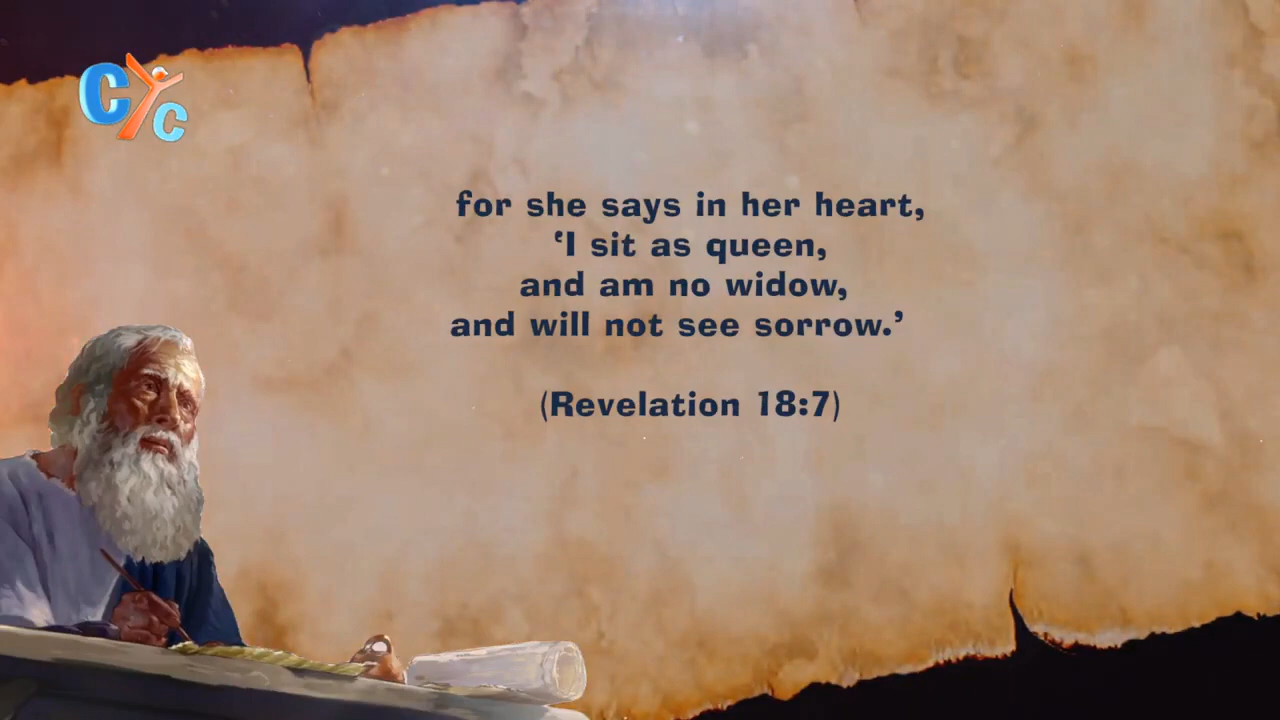 CYC
for she says in her heart,
‘I sit as queen,
and am no widow,
and will not see sorrow.’
(Revelation 18:7)